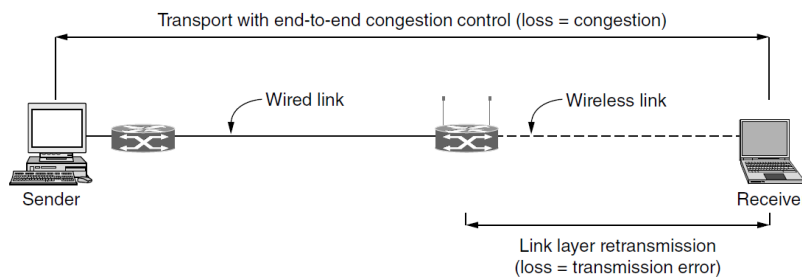 Transport with end-to-end congestion control (loss = congestion)
Wired link
Wireless link
Sender
Receive
Link layer retransmission
(loss = transmission error)